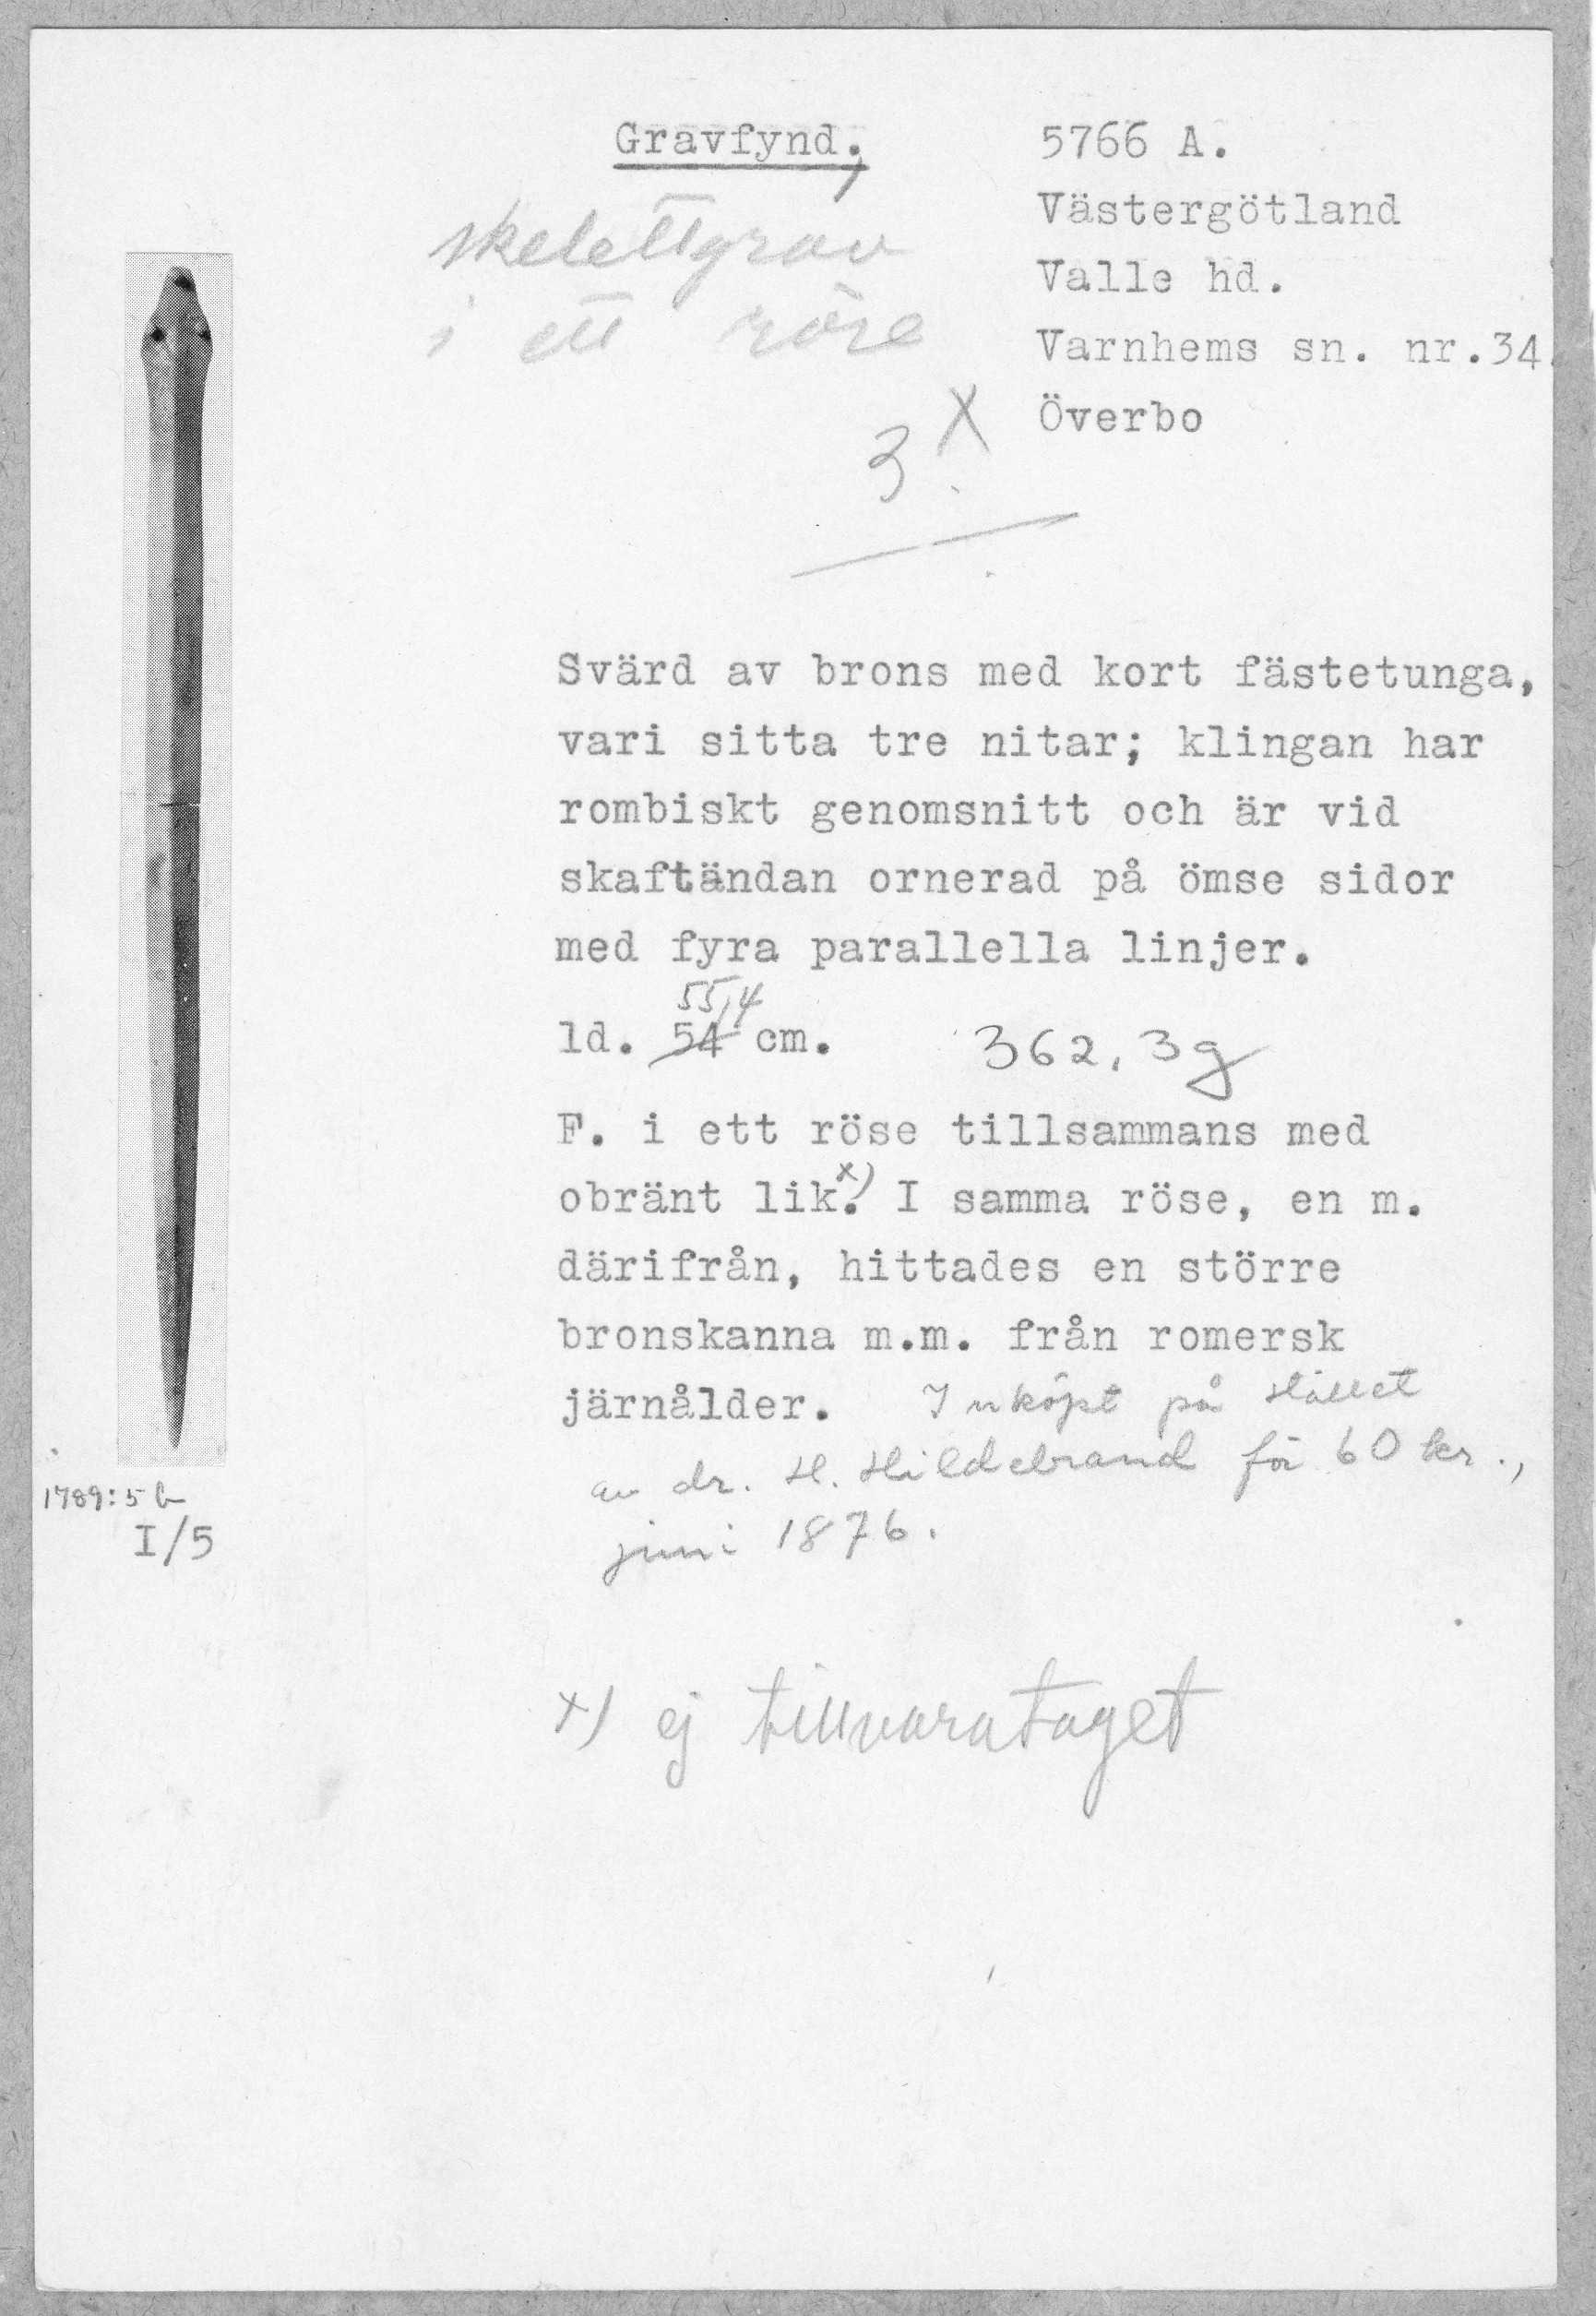 Gravfynd,
skelettgrav
i ett röse
5766 A.
Västergötland
Valle hd.
Varnhems sn. nr.34.
Överbo
3 X
Svärd av brons med kort fästetunga,
vari sitta tre nitar; klingan har
rombiskt genomsnitt och är vid
skaftändan ornerad på ömse sidor
med fyra parallella linjer.
55,4
ld. 54 cm. 362,3g
F. i ett röse tillsammans med
obränt lik.x) I samma röse, en m.
därifrån, hittades en större
bronskanna m.m. från romersk
järnålder. Inköpt på stället
av dr. H. Hildebrand för 60 kr.,
juni 1876.
1789:5 b
I/5
x) ej tillvarataget